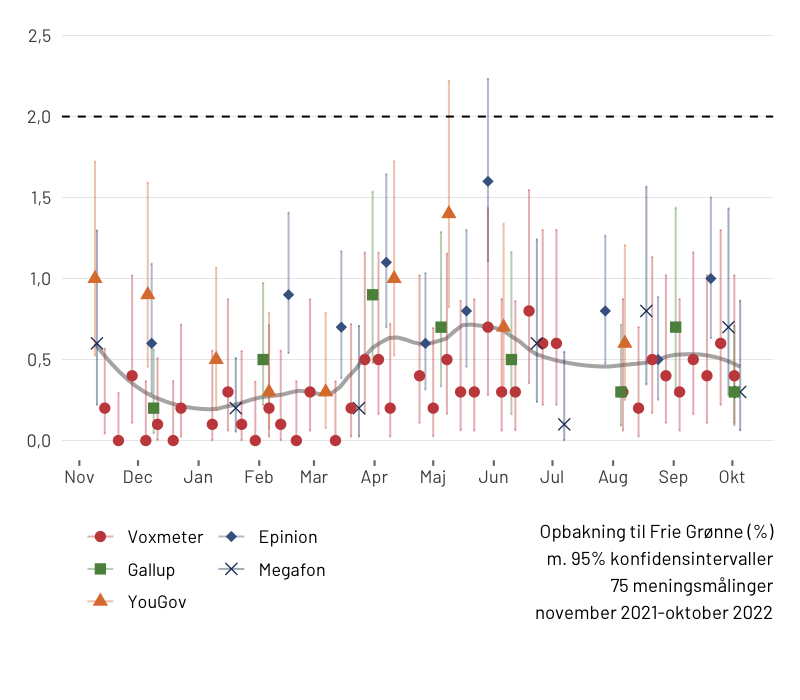 2,5
2,0
1,5
1,0
0,5
0,0
Nov Dec Jan Feb Mar Apr Maj Jun Jul Aug Sep Okt
Voxmeter Epinion
Gallup Megafon
YouGov
Opbakning til Frie Grønne (%)
m. 95% konfidensintervaller
75 meningsmålinger
november 2021-oktober 2022